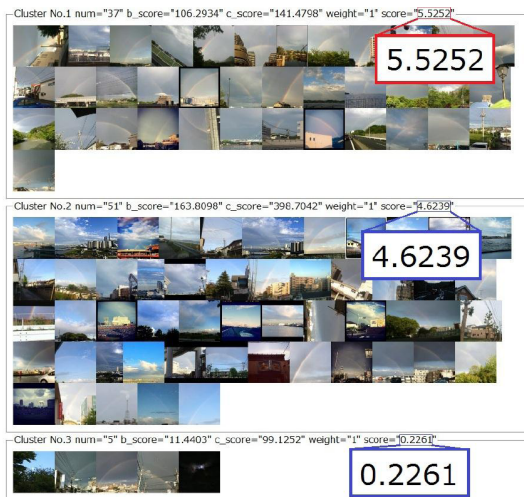 Cluster No.1 num="37" b_score="106.2934" c_score="141.4798" weight="1" score="5.5252"
5.5252
Cluster No.2 num="51" b_score="163.8098" c_score="398.7042" weight="1" score="4.6239"
4.6239
Cluster No.3 num="5" b_score="11.4403" c_score="99.1252" weight="1" score="0.2261"
0.2261